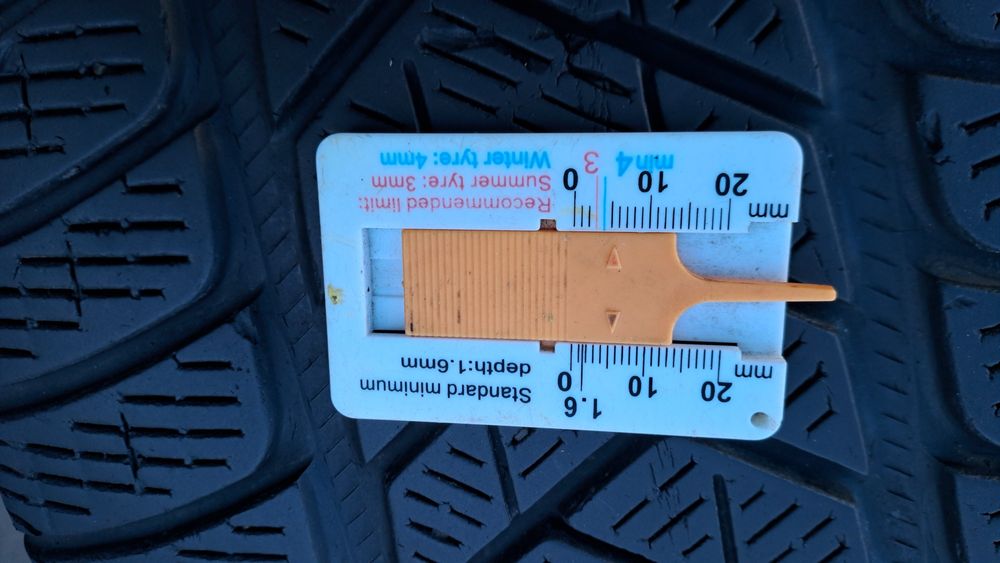 1.6
20 10 0
mm
Standard minimum
depth:1.6mm
mm
20 10 0
min4 3
Recommended limit:
Summer tyre: 3mm
Winter tyre: 4mm